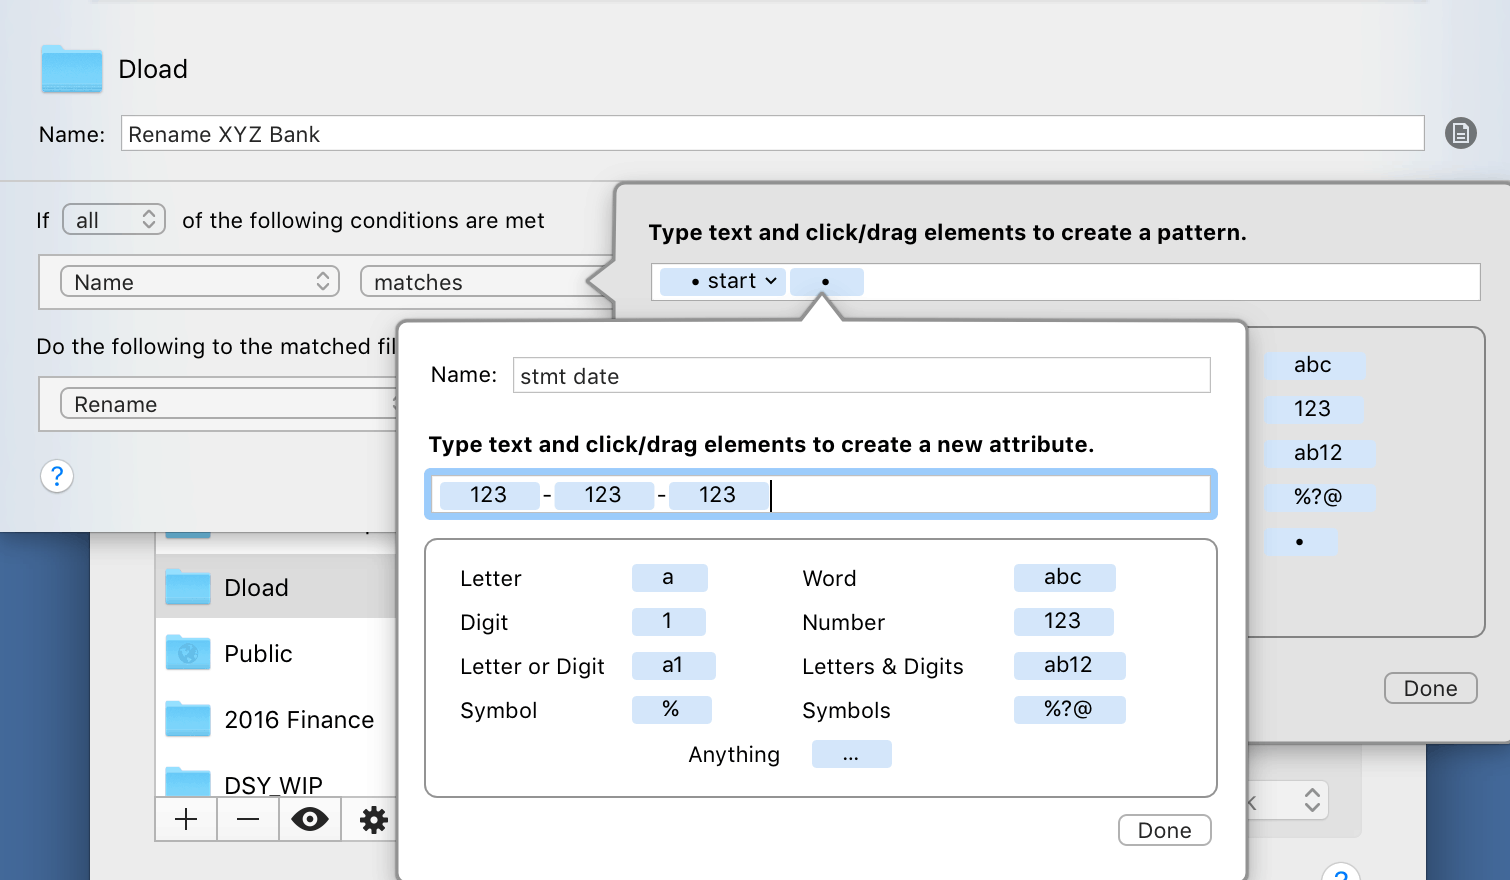 Dload
Name: Rename XYZ Bank
If all of the following conditions are met
Type text and click/drag elements to create a pattern.
Name matches
• start •
Do the following to the matched fil
Rename
?
Name: stmt date
Type text and click/drag elements to create a new attribute.
123 - 123 - 123
Letter a Word abc
Digit 1 Number 123
Letter or Digit a1 Letters & Digits ab12
Symbol % Symbols %?@
Anything ...
Done
abc
123
ab12
%?@
•
Done
Dload
Public
2016 Finance
DSY_WIP
?